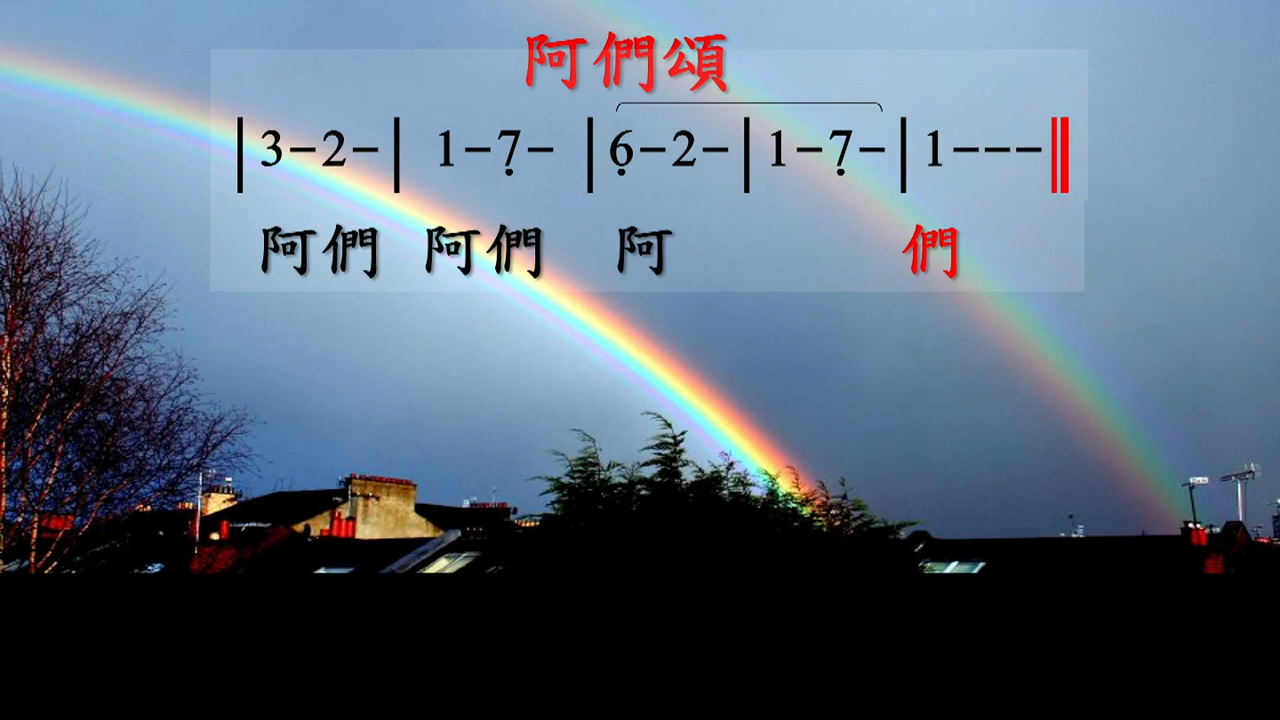 阿們頌
| 3-2- | 1-7̣- | 6̣-2- | 1-7̣- | 1--- ‖
阿們 阿們 阿 們